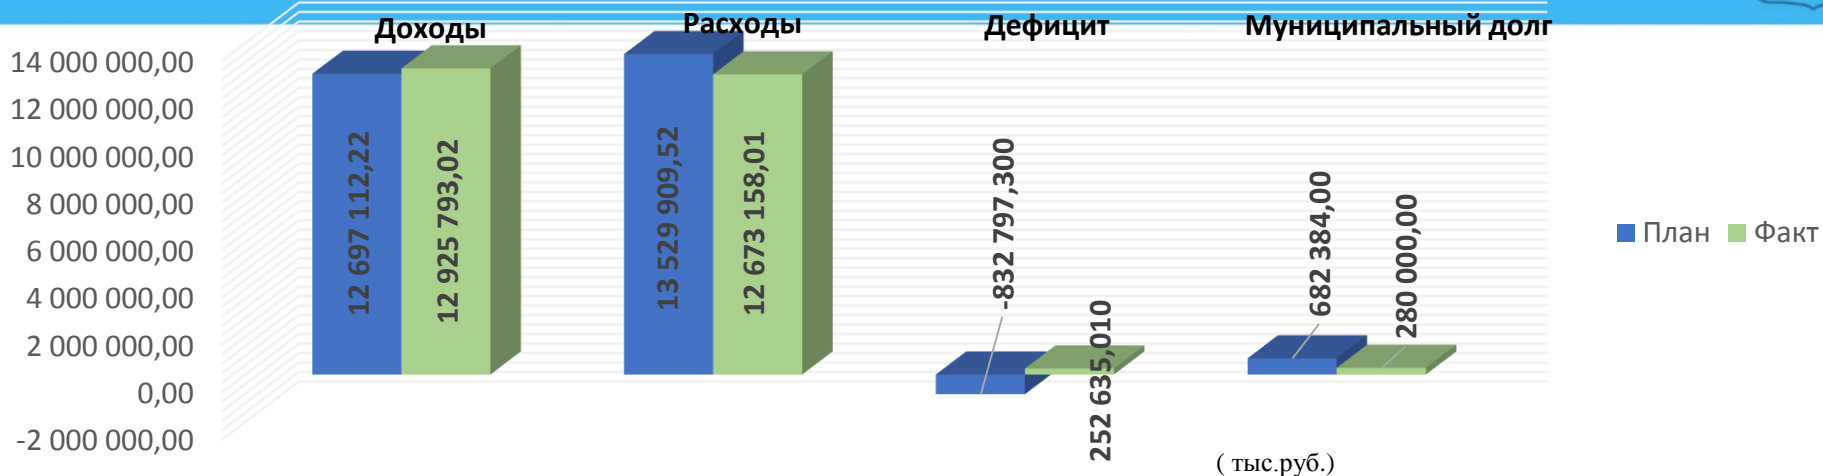 Доходы Расходы Дефицит Муниципальный долг
14 000 000,00
12 000 000,00
10 000 000,00
8 000 000,00
6 000 000,00
4 000 000,00
2 000 000,00
0,00
-2 000 000,00
12 697 112,22
12 925 793,02
13 529 909,52
12 673 158,01
-832 797,300
252 635,010
682 384,00
280 000,00
План Факт
( тыс.руб.)